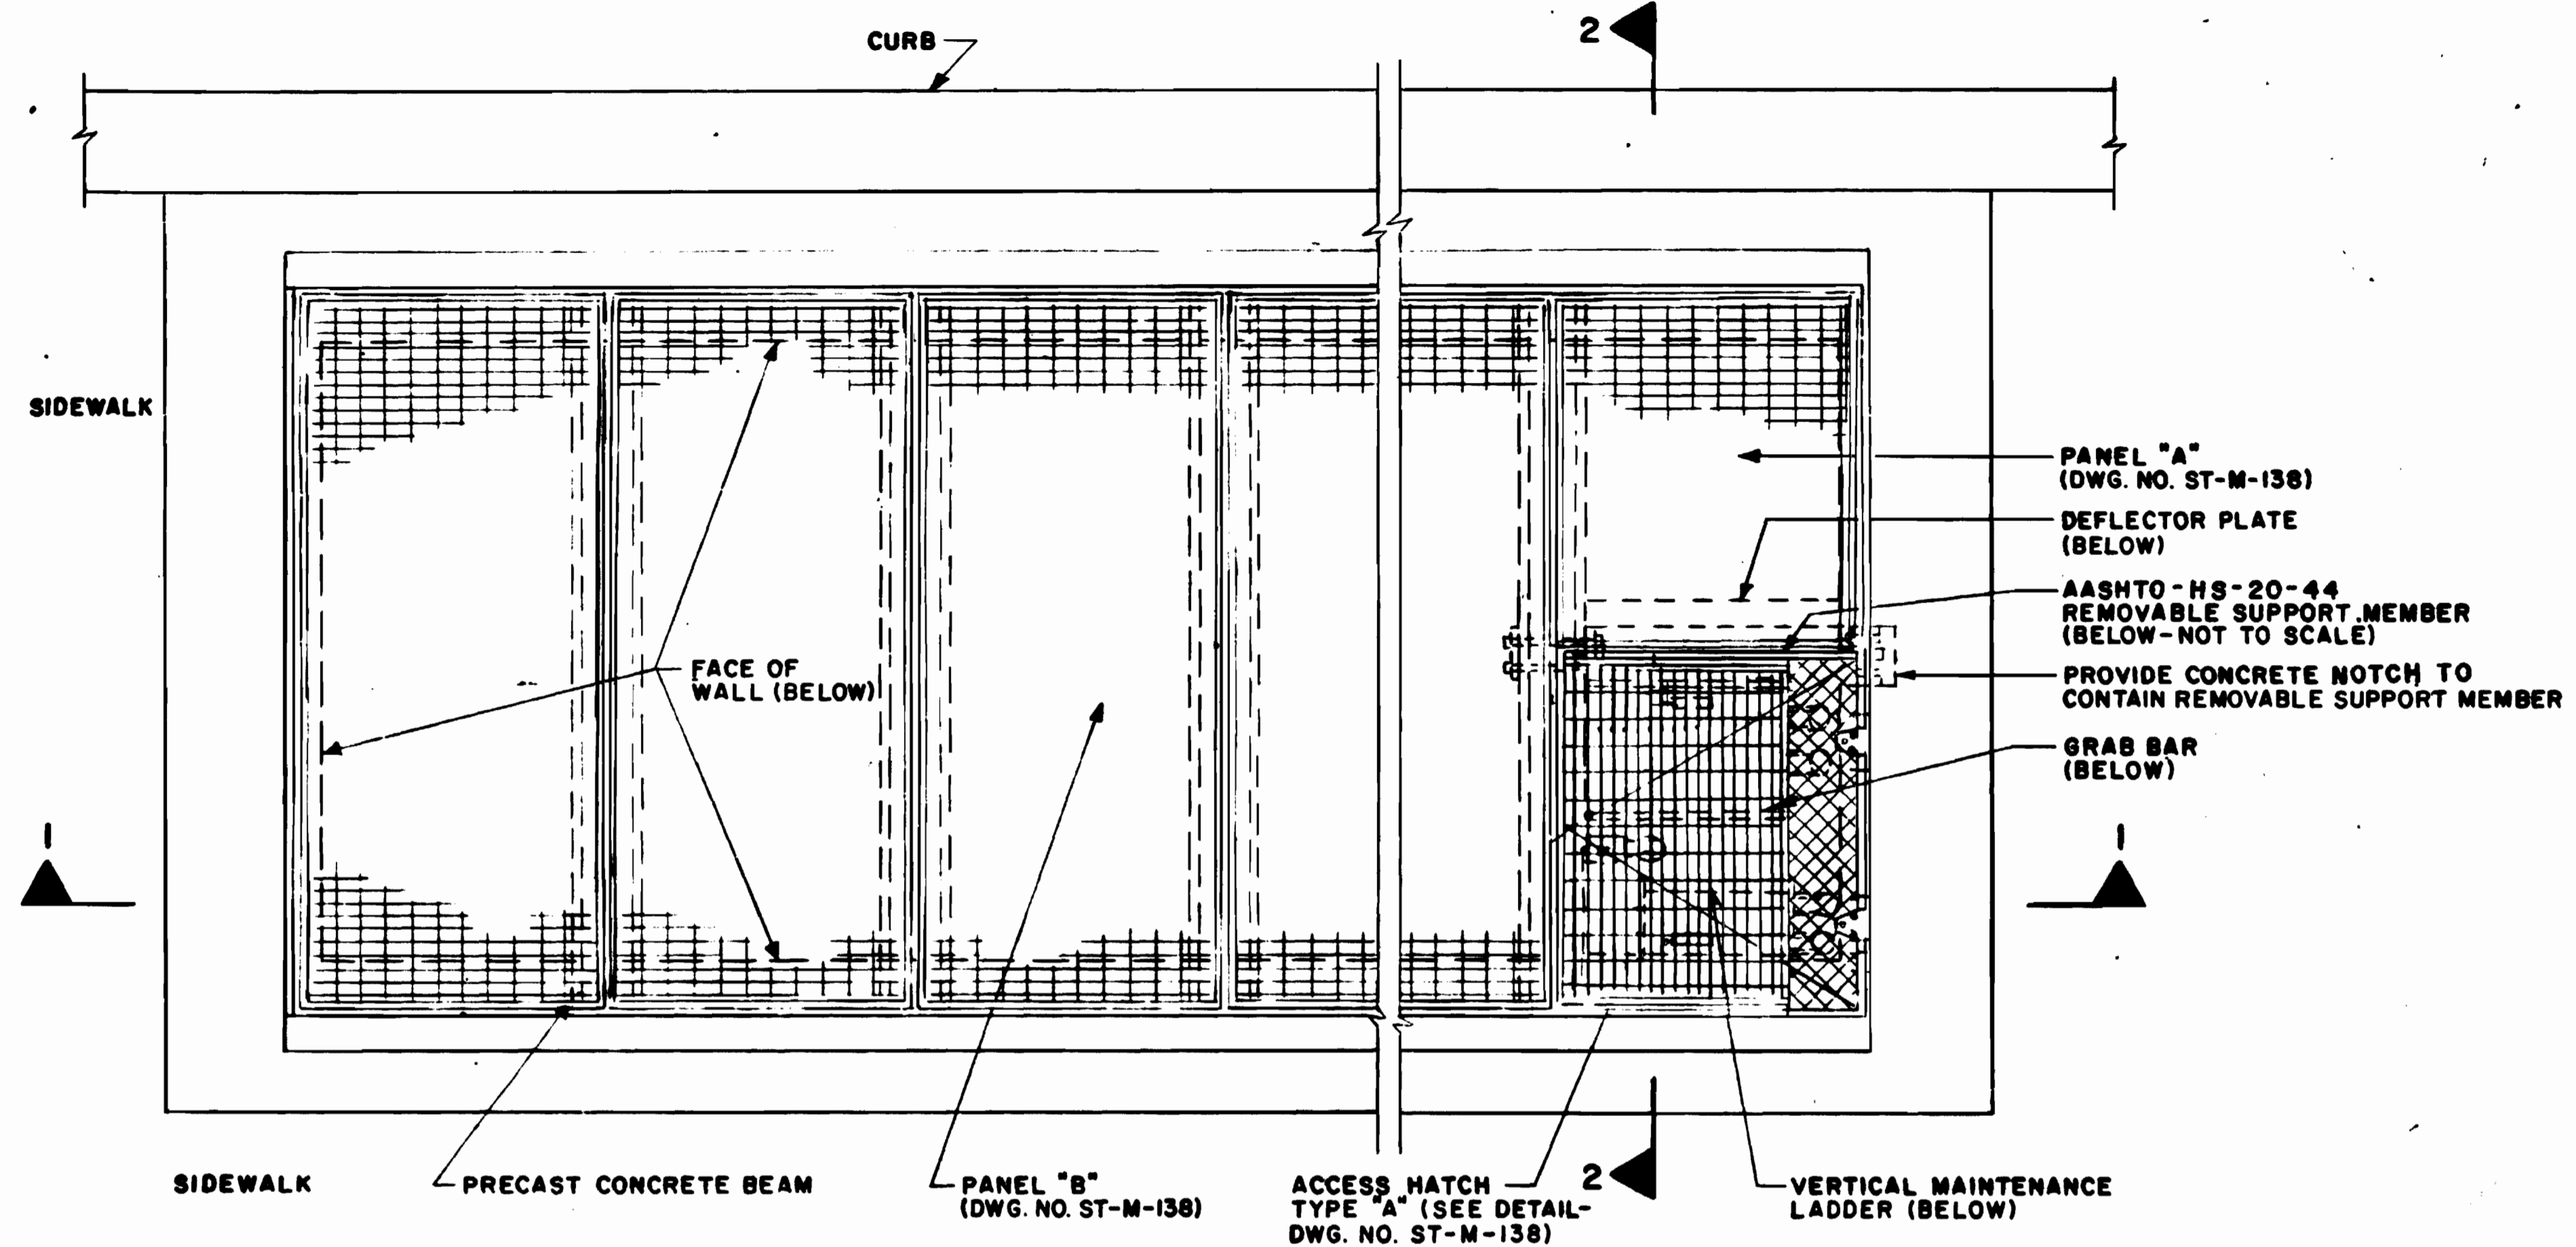 CURB
2
SIDEWALK
PANEL "A"
(DWG. NO. ST-M-138)
DEFLECTOR PLATE
(BELOW)
AASHTO-HS-20-44
REMOVABLE SUPPORT.MEMBER
(BELOW-NOT TO SCALE)
FACE OF
WALL (BELOW)
PROVIDE CONCRETE NOTCH TO
CONTAIN REMOVABLE SUPPORT MEMBER
GRAB BAR
(BELOW)
1
1
SIDEWALK
PRECAST CONCRETE BEAM
PANEL "B"
(DWG. NO. ST-M-138)
ACCESS HATCH
TYPE "A" (SEE DETAIL-
DWG. NO. ST-M-138)
2
VERTICAL MAINTENANCE
LADDER (BELOW)